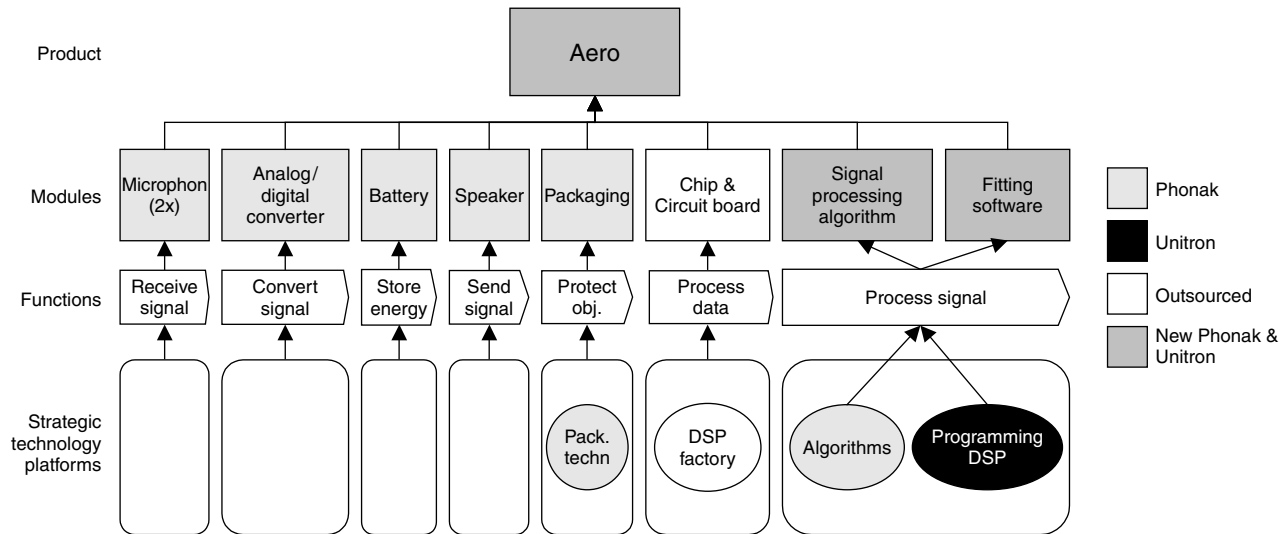 Product
Aero
Modules
Microphon
(2x)
Analog/
digital
converter
Battery
Speaker
Packaging
Chip &
Circuit board
Signal
processing
algorithm
Fitting
software
Functions
Receive
signal
Convert
signal
Store
energy
Send
signal
Protect
obj.
Process
data
Process signal
Strategic
technology
platforms
Pack.
techn
DSP
factory
Algorithms
Programming
DSP
Phonak
Unitron
Outsourced
New Phonak &
Unitron